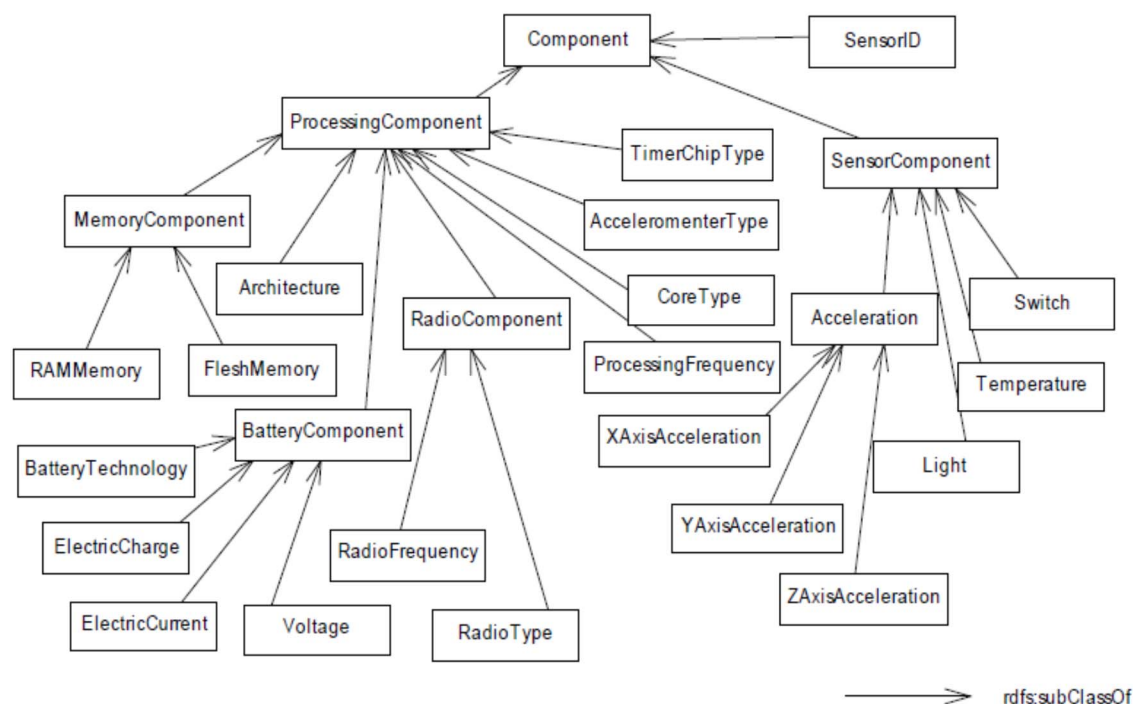 Component
SensorID
ProcessingComponent
TimerChipType
SensorComponent
MemoryComponent
AcceleromenterType
Architecture
CoreType
Switch
RadioComponent
Acceleration
RAMMemory
FleshMemory
ProcessingFrequency
Temperature
BatteryComponent
XAxisAcceleration
BatteryTechnology
Light
YAxisAcceleration
ElectricCharge
RadioFrequency
ZAxisAcceleration
ElectricCurrent
Voltage
RadioType
rdfs:subClassOf